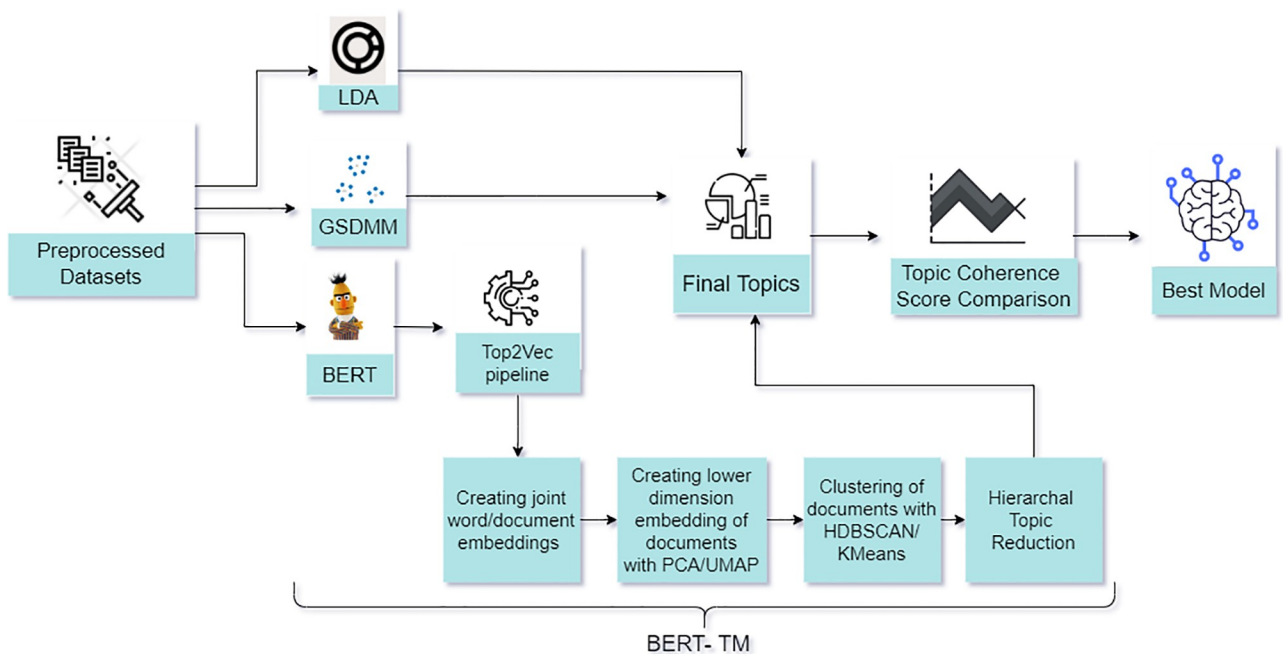 LDA
Preprocessed
Datasets
GSDMM
BERT
Top2Vec
pipeline
Final Topics
Topic Coherence
Score Comparison
Best Model
Creating joint
word/document
embeddings
Creating lower
dimension
embedding of
documents
with PCA/UMAP
Clustering of
documents with
HDBSCAN/
KMeans
Hierarchal
Topic
Reduction
BERT- TM